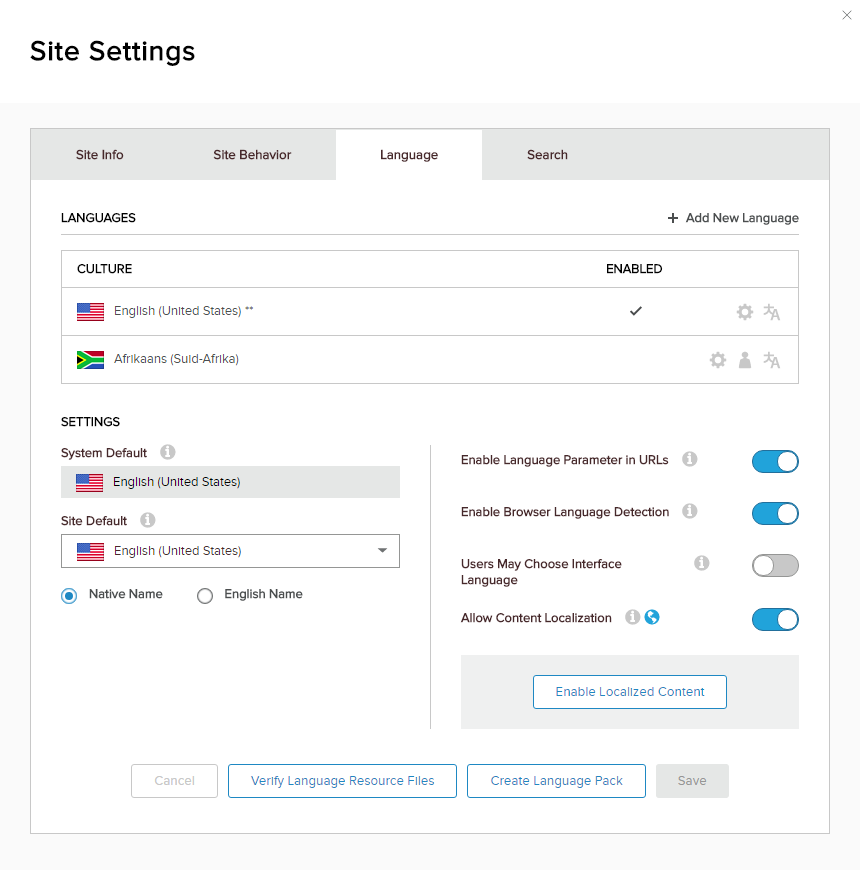 Site Settings
Site Info
Site Behavior
Language
Search
LANGUAGES
+ Add New Language
CULTURE
ENABLED
English (United States) **
Afrikaans (Suid-Afrika)
SETTINGS
System Default
English (United States)
Site Default
English (United States)
Native Name
English Name
Enable Language Parameter in URLs
Enable Browser Language Detection
Users May Choose Interface
Language
Allow Content Localization
Enable Localized Content
Cancel
Verify Language Resource Files
Create Language Pack
Save